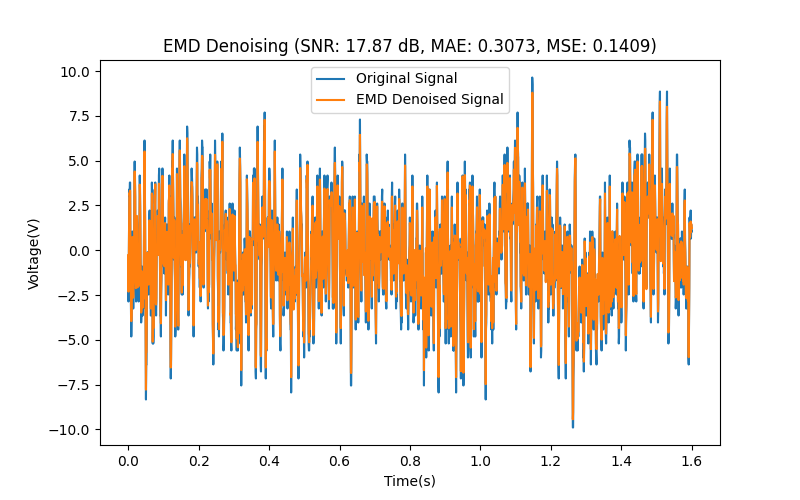 EMD Denoising (SNR: 17.87 dB, MAE: 0.3073, MSE: 0.1409)
Original Signal
EMD Denoised Signal
10.0
7.5
5.0
2.5
0.0
−2.5
−5.0
−7.5
−10.0
Voltage(V)
0.0 0.2 0.4 0.6 0.8 1.0 1.2 1.4 1.6
Time(s)